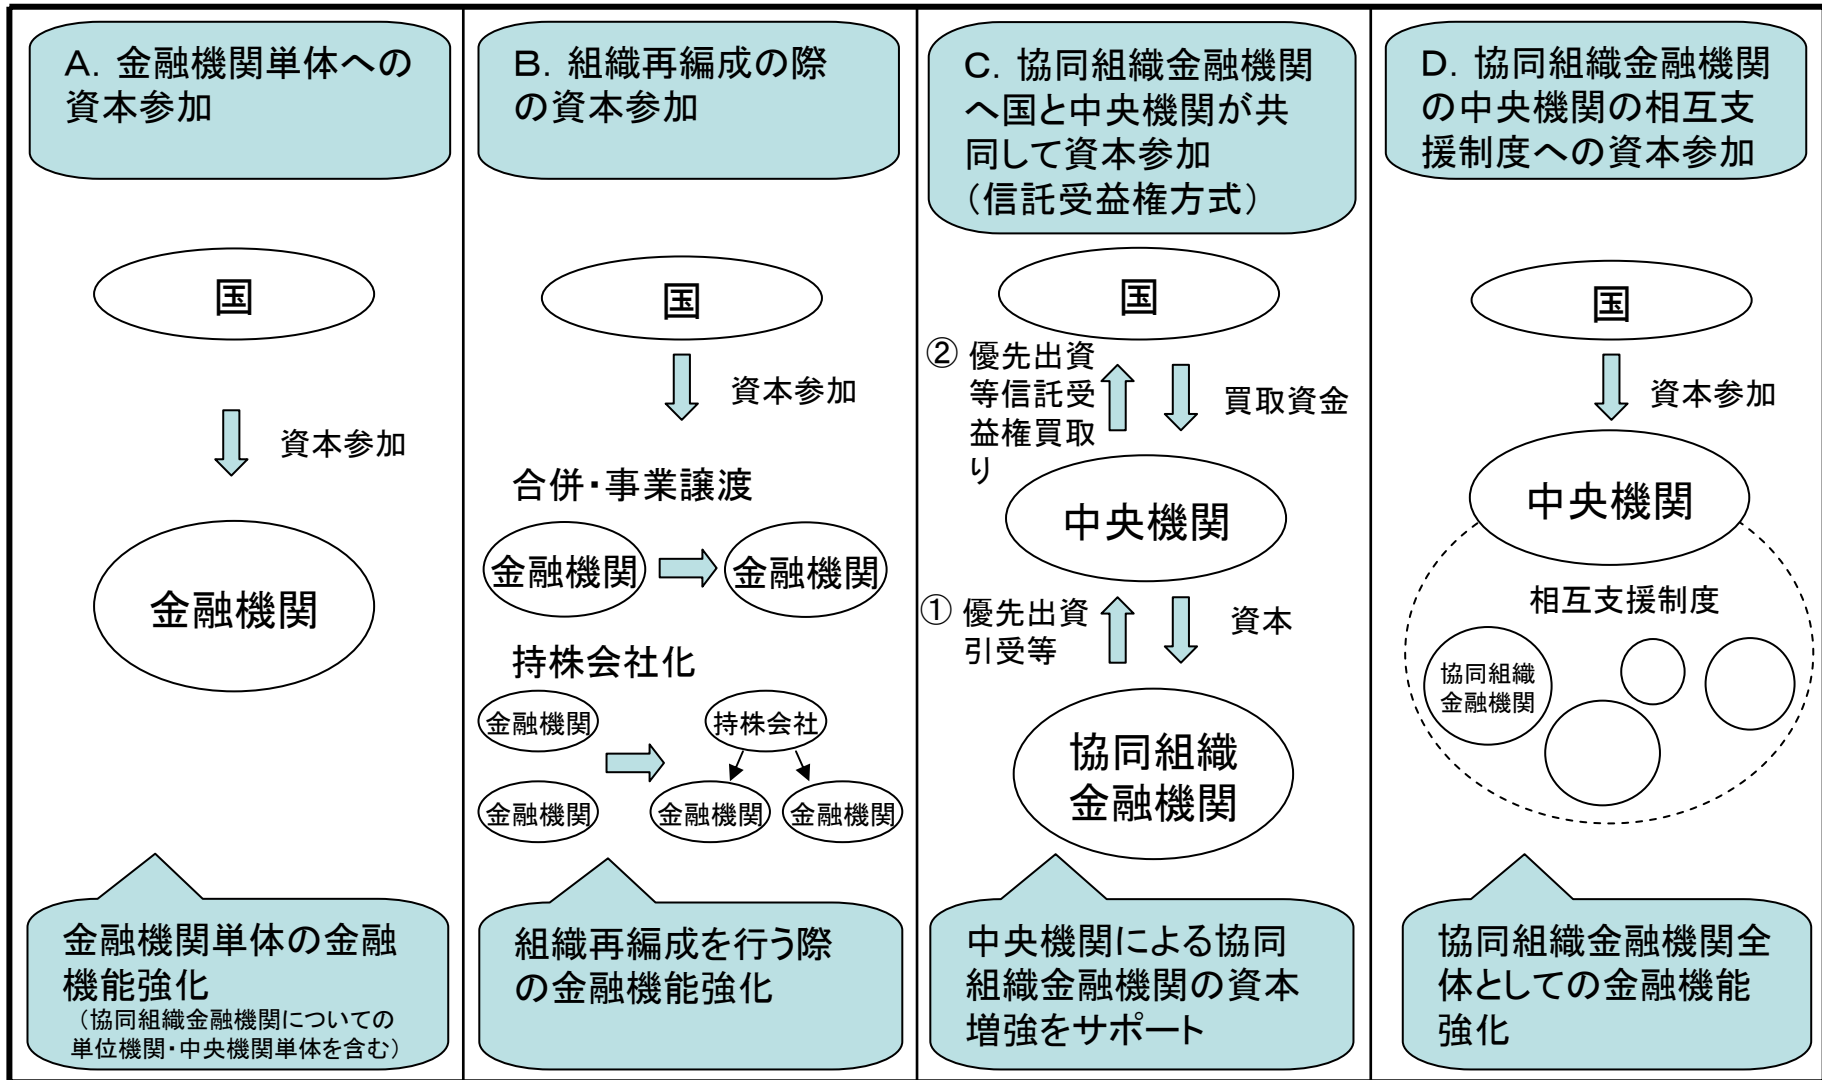 A．金融機関単体への
資本参加
国
資本参加
金融機関
金融機関単体の金融
機能強化
（協同組織金融機関についての
単位機関・中央機関単体を含む）
B．組織再編成の際
の資本参加
国
資本参加
合併・事業譲渡
金融機関
金融機関
持株会社化
金融機関
持株会社
金融機関
金融機関
金融機関
組織再編成を行う際
の金融機能強化
C．協同組織金融機関
へ国と中央機関が共
同して資本参加
（信託受益権方式）
国
② 優先出資
等信託受
益権買取
り
買取資金
中央機関
① 優先出資
引受等
資本
協同組織
金融機関
中央機関による協同
組織金融機関の資本
増強をサポート
D．協同組織金融機関
の中央機関の相互支
援制度への資本参加
国
資本参加
中央機関
相互支援制度
協同組織
金融機関
協同組織金融機関全
体としての金融機能
強化